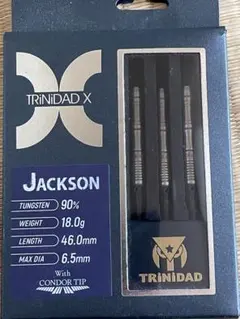 TRiNiDAD X
JACKSON
TUNGSTEN 90%
WEIGHT 18.0g
LENGTH 46.0mm
MAX DIA 6.5mm
With
CONDOR TIP
TRiNiDAD